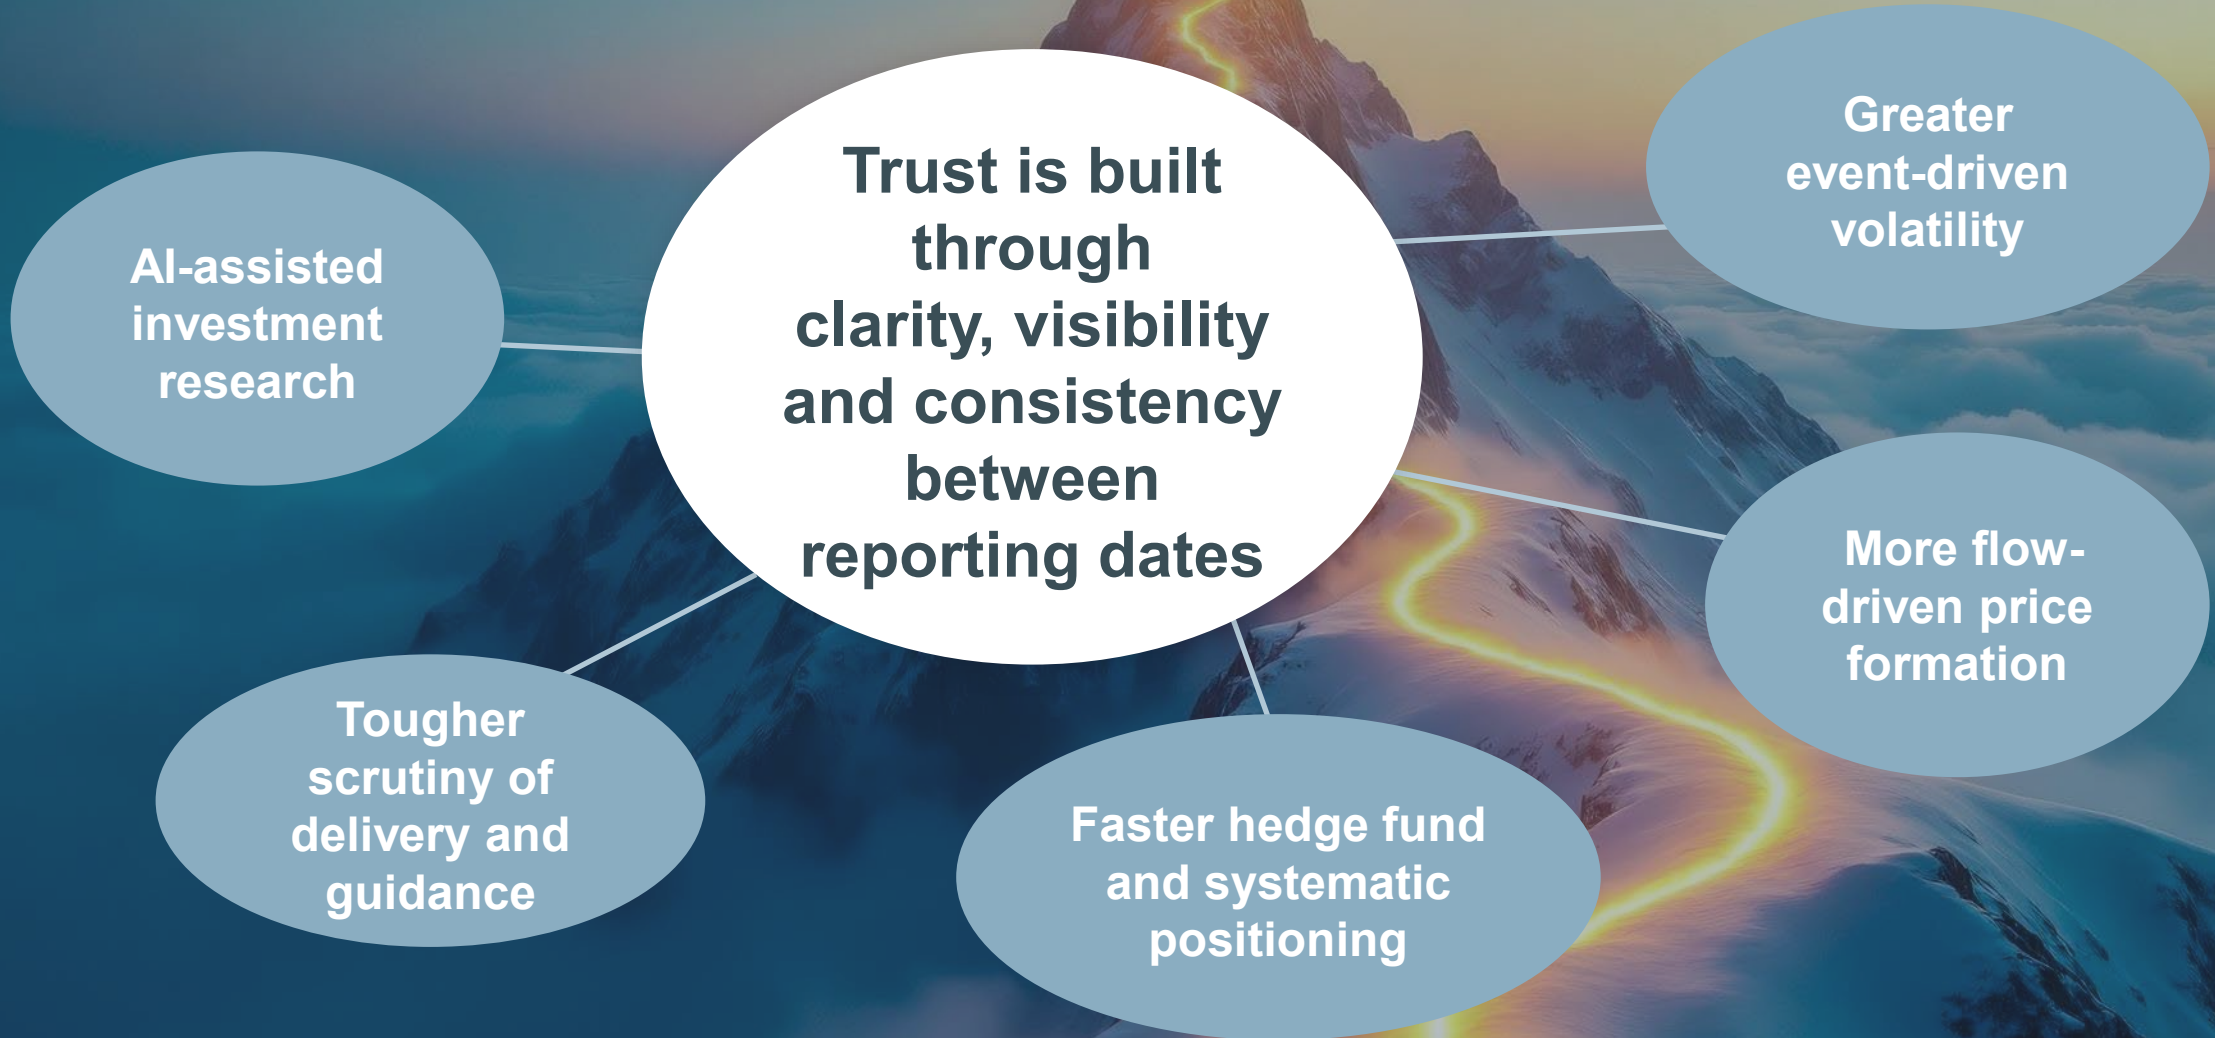 Trust is built
through
clarity, visibility
and consistency
between
reporting dates
AI-assisted
investment
research
Greater
event-driven
volatility
More flow-
driven price
formation
Tougher
scrutiny of
delivery and
guidance
Faster hedge fund
and systematic
positioning